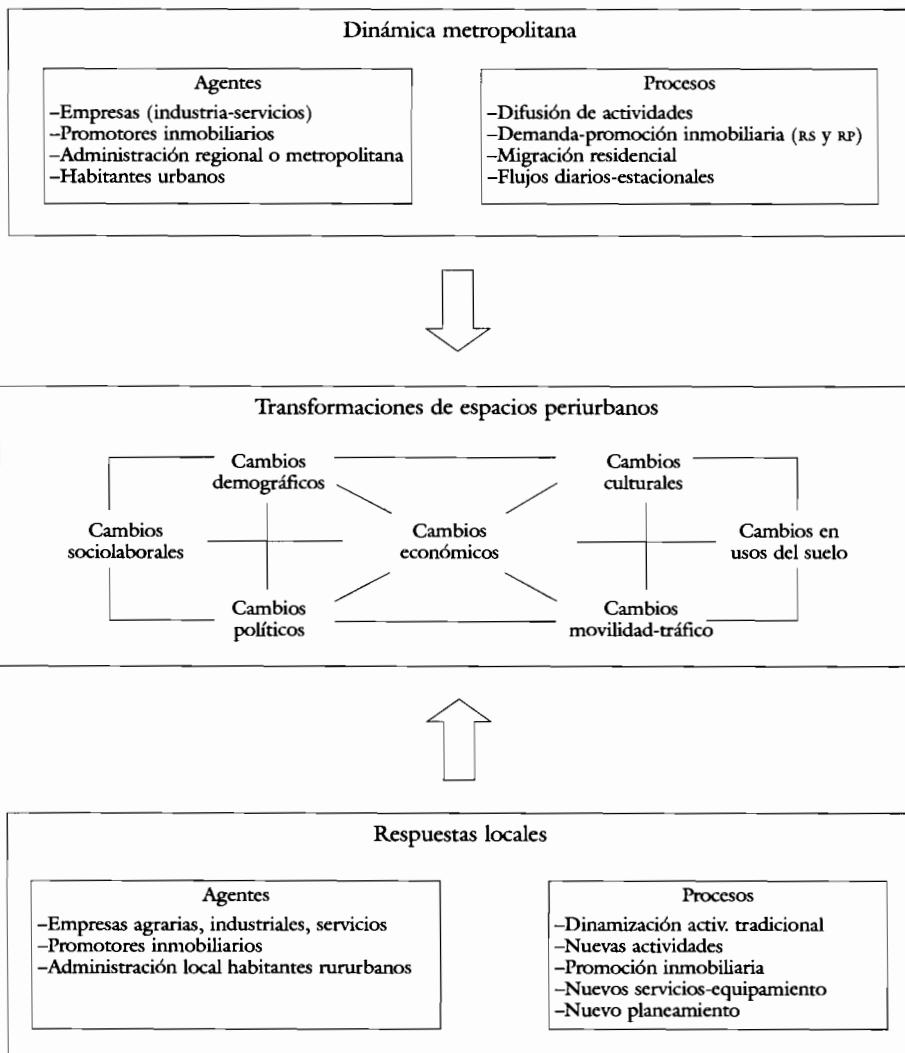 Dinámica metropolitana
Agentes
–Empresas (industria-servicios)
–Promotores inmobiliarios
–Administración regional o metropolitana
–Habitantes urbanos
Procesos
–Difusión de actividades
–Demanda-promoción inmobiliaria (RS y RP)
–Migración residencial
–Flujos diarios-estacionales
Transformaciones de espacios periurbanos
Cambios
demográficos
Cambios
culturales
Cambios
sociolaborales
Cambios
económicos
Cambios en
usos del suelo
Cambios
políticos
Cambios
movilidad-tráfico
Respuestas locales
Agentes
–Empresas agrarias, industriales, servicios
–Promotores inmobiliarios
–Administración local habitantes rururbanos
Procesos
–Dinamización activ. tradicional
–Nuevas actividades
–Promoción inmobiliaria
–Nuevos servicios-equipamiento
–Nuevo planeamiento